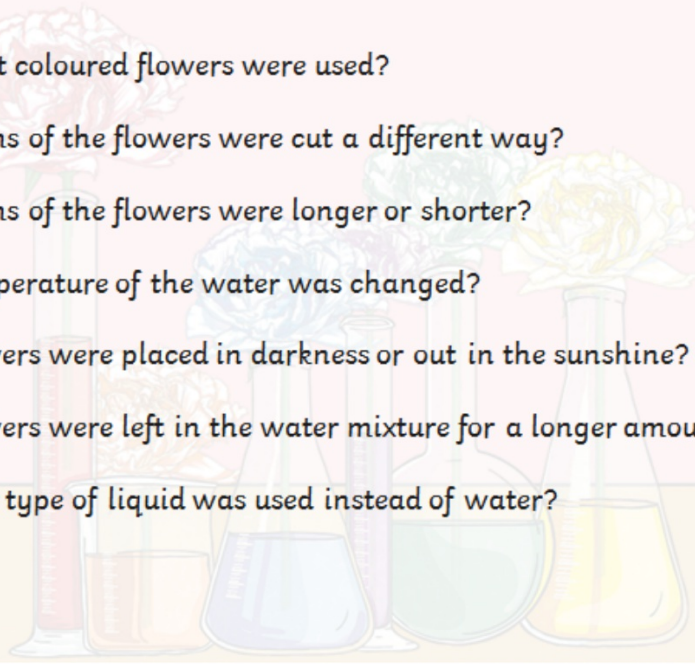 t coloured flowers were used?
ns of the flowers were cut a different way?
ns of the flowers were longer or shorter?
perature of the water was changed?
vers were placed in darkness or out in the sunshine?
vers were left in the water mixture for a longer amou
type of liquid was used instead of water?